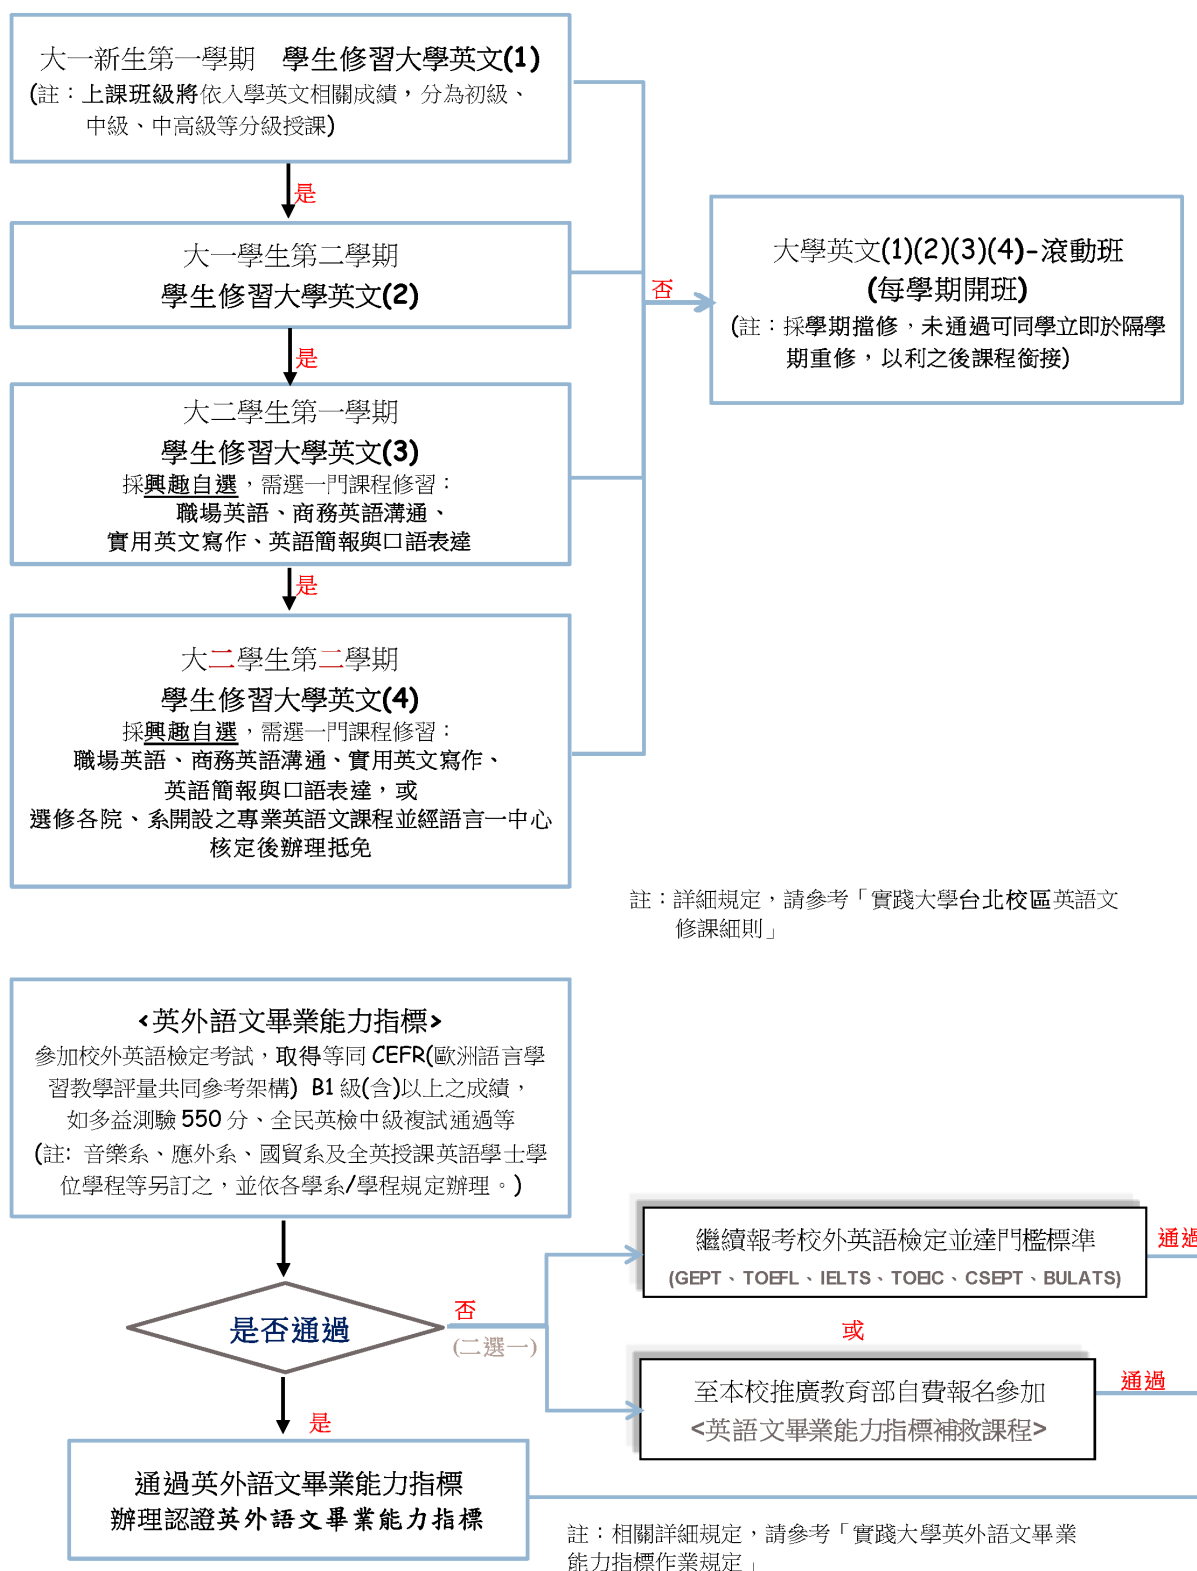 大一新生第一學期 學生修習大學英文(1)
(註：上課班級將依入學英文相關成績，分為初級、
中級、中高級等分級授課)
是
大一學生第二學期
學生修習大學英文(2)
是
大二學生第一學期
學生修習大學英文(3)
採興趣自選，需選一門課程修習：
職場英語、商務英語溝通、
實用英文寫作、英語簡報與口語表達
是
大二學生第二學期
學生修習大學英文(4)
採興趣自選，需選一門課程修習：
職場英語、商務英語溝通、實用英文寫作、
英語簡報與口語表達，或
選修各院、系開設之專業英語文課程並經語言一中心
核定後辦理抵免
否
大學英文(1)(2)(3)(4)-滾動班
(每學期開班)
(註：採學期擋修，未通過可同學立即於隔學
期重修，以利之後課程銜接)
註：詳細規定，請參考「實踐大學台北校區英語文
修課細則」
<英外語文畢業能力指標>
參加校外英語檢定考試，取得等同 CEFR(歐洲語言學
習教學評量共同參考架構) B1 級(含)以上之成績，
如多益測驗 550 分、全民英檢中級複試通過等
(註: 音樂系、應外系、國貿系及全英授課英語學士學
位學程等另訂之，並依各學系/學程規定辦理。)
是否通過
否
(二選一)
繼續報考校外英語檢定並達門檻標準
(GEPT、TOEFL、IELTS、TOEIC、CSEPT、BULATS)
通過
或
至本校推廣教育部自費報名參加
<英語文畢業能力指標補救課程>
通過
是
通過英外語文畢業能力指標
辦理認證英外語文畢業能力指標
註：相關詳細規定，請參考「實踐大學英外語文畢業
能力指標作業規定」